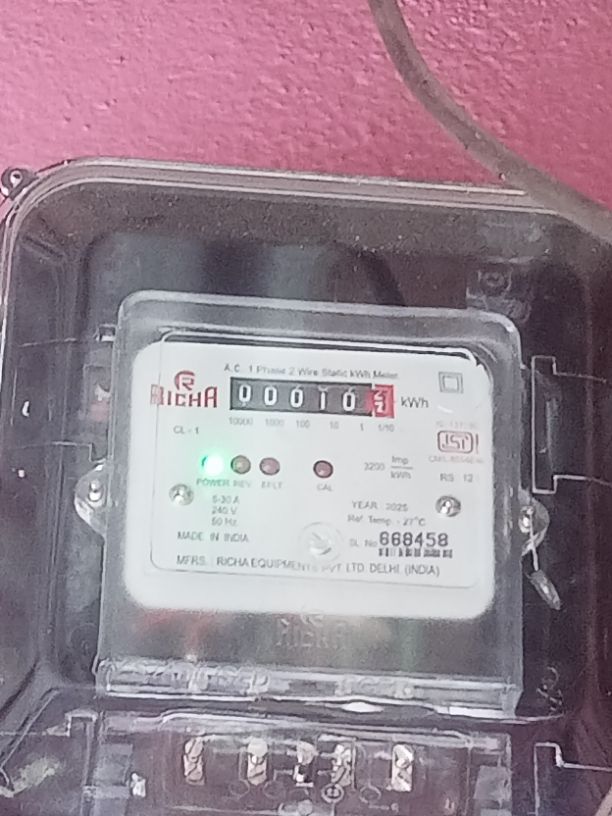 A.C. 1 Phase 2 Wire Static kWh Meter
RICHA
0 0 0 1 0 kWh
10000 1000 100 10 1 1/10
CL - 1
ISI
POWER REV. E/FLT CAL
3200 Imp
kWh
RS 12
5-30 A
240 V
50 Hz
YEAR 2025
Ref. Temp. - 27°C
MADE IN INDIA
SL. No. 668458
MFRS. : RICHA EQUIPMENTS PVT. LTD. DELHI. (INDIA)
RICHA